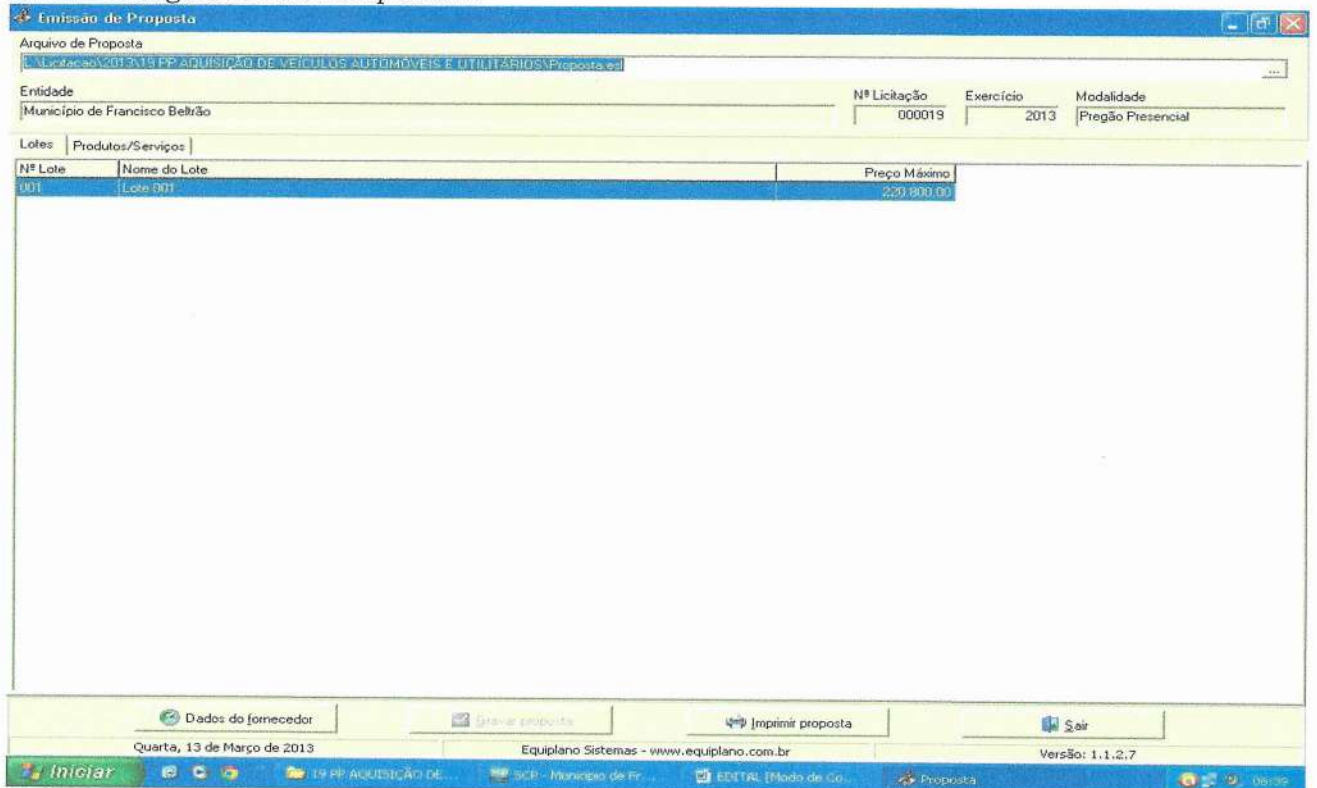 Emissão de Proposta
Arquivo de Proposta
L:\Licitacao\2013\19 PP AQUISIÇÃO DE VEÍCULOS AUTOMÓVEIS E UTILITÁRIOS\Proposta.esl
...
Entidade
Nº Licitação
Exercício
Modalidade
Município de Francisco Beltrão
000019
2013
Pregão Presencial
Lotes
Produtos/Serviços
Nº Lote
Nome do Lote
Preço Máximo
001
Lote 001
220.800,00
Dados do fornecedor
Gravar proposta
Imprimir proposta
Sair
Quarta, 13 de Março de 2013
Equiplano Sistemas - www.equiplano.com.br
Versão: 1.1.2.7
Iniciar
19 PP AQUISIÇÃO DE...
SCP - Município de Fr...
EDITAL [Modo de Co...
Proposta